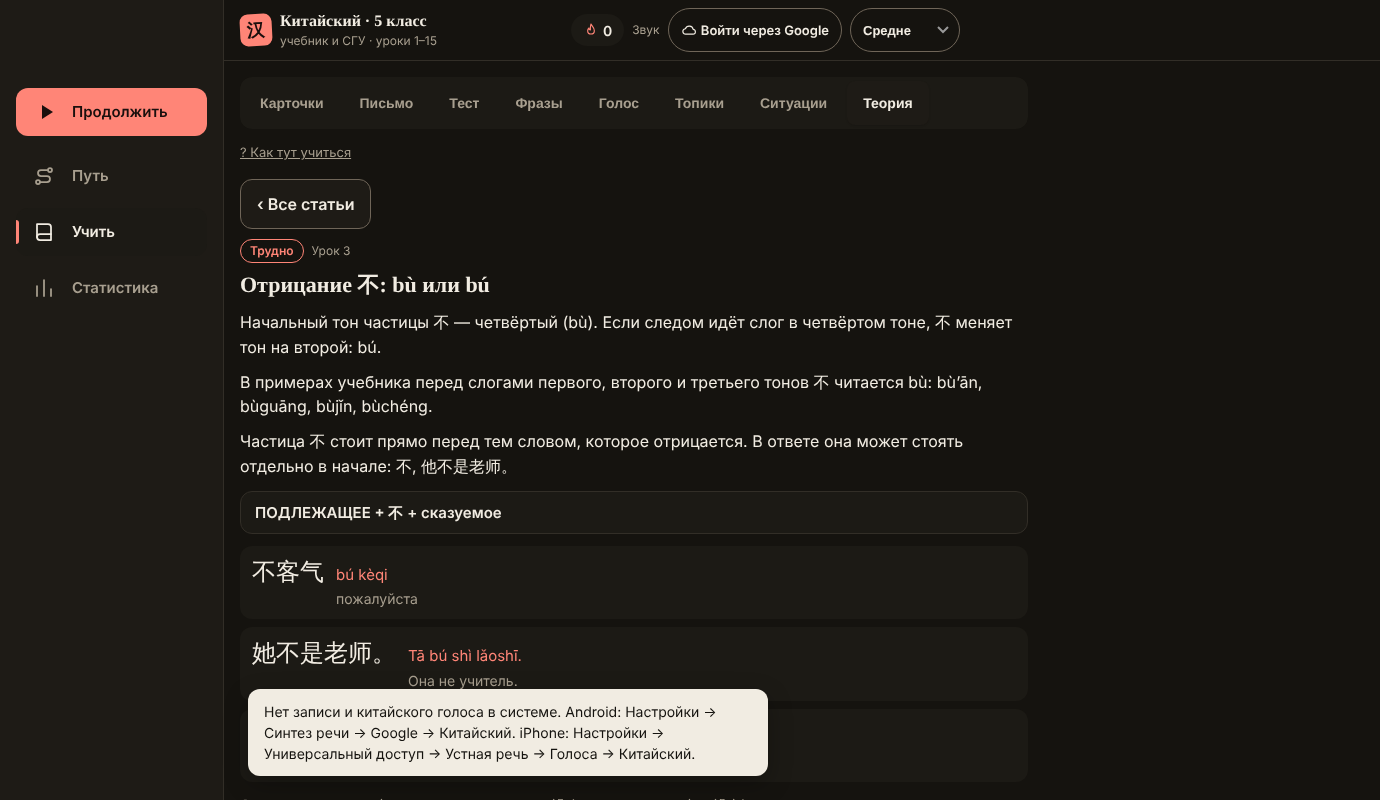 汉
Китайский · 5 класс
учебник и СГУ · уроки 1–15
0
Звук
Войти через Google
Средне
Продолжить
Путь
Учить
Статистика
Карточки Письмо Тест Фразы Голос Топики Ситуации Теория
? Как тут учиться
‹ Все статьи
Трудно Урок 3
Отрицание 不: bù или bú
Начальный тон частицы 不 — четвёртый (bù). Если следом идёт слог в четвёртом тоне, 不 меняет
тон на второй: bú.
В примерах учебника перед слогами первого, второго и третьего тонов 不 читается bù: bù’ān,
bùguāng, bùjǐn, bùchéng.
Частица 不 стоит прямо перед тем словом, которое отрицается. В ответе она может стоять
отдельно в начале: 不, 他不是老师。
ПОДЛЕЖАЩЕЕ + 不 + сказуемое
不客气 bú kèqi
пожалуйста
她不是老师。 Tā bú shì lǎoshī.
Она не учитель.
Нет записи и китайского голоса в системе. Android: Настройки →
Синтез речи → Google → Китайский. iPhone: Настройки →
Универсальный доступ → Устная речь → Голоса → Китайский.